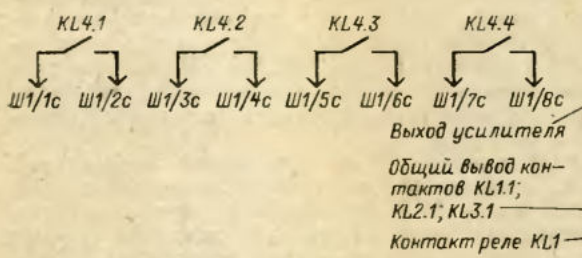 KL4.1 KL4.2 KL4.3 KL4.4
Ш1/1с Ш1/2с Ш1/3с Ш1/4с Ш1/5с Ш1/6с Ш1/7с Ш1/8с
Выход усилителя
Общий вывод кон-
тактов KL1.1;
KL2.1; KL3.1
Контакт реле KL1